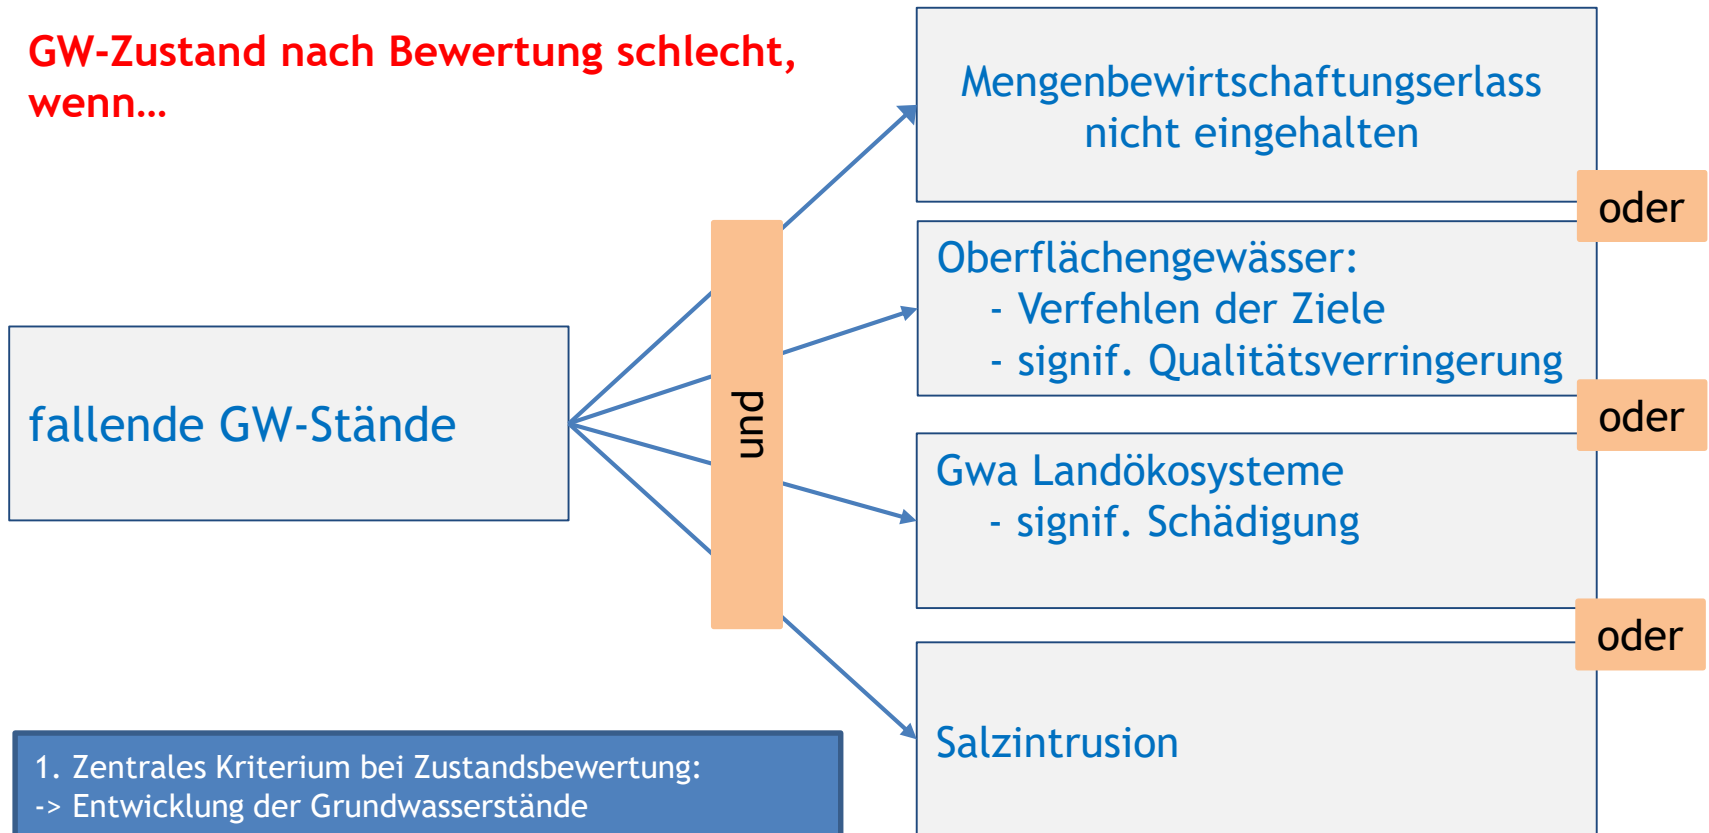 GW-Zustand nach Bewertung schlecht,
wenn…
Mengenbewirtschaftungserlass
nicht eingehalten
oder
Oberflächengewässer:
- Verfehlen der Ziele
- signif. Qualitätsverringerung
oder
fallende GW-Stände
und
Gwa Landökosysteme
- signif. Schädigung
oder
Salzintrusion
1. Zentrales Kriterium bei Zustandsbewertung:
-> Entwicklung der Grundwasserstände